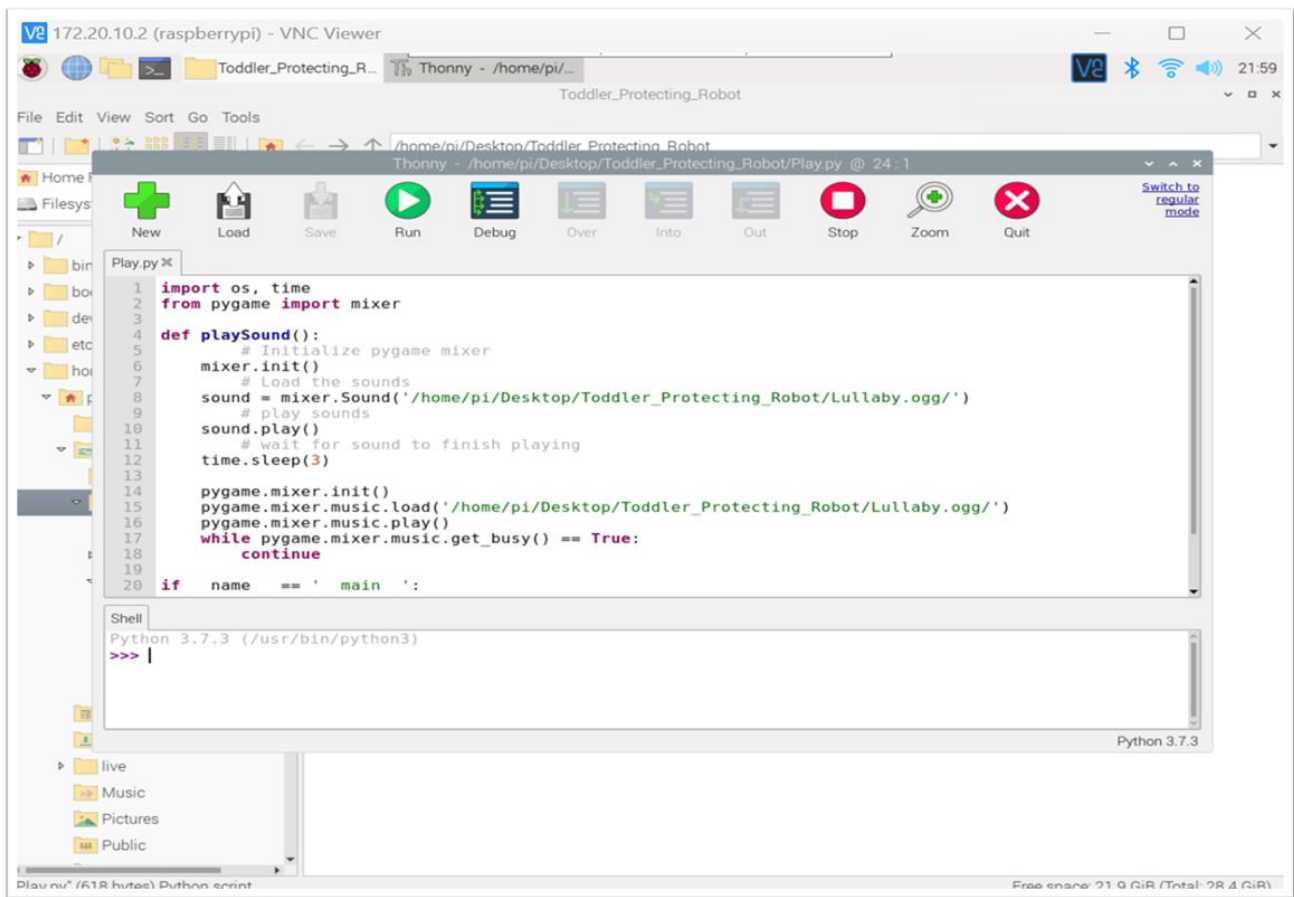 172.20.10.2 (raspberrypi) - VNC Viewer
Toddler_Protecting_R... Thonny - /home/pi/... 21:59
Toddler_Protecting_Robot
File Edit View Sort Go Tools
/home/pi/Desktop/Toddler_Protecting_Robot
Thonny - /home/pi/Desktop/Toddler_Protecting_Robot/Play.py @ 24 : 1
Home F
Filesys
Switch to
regular
mode
New Load Save Run Debug Over Into Out Stop Zoom Quit
/
bin
boo
dev
etc
hor
p
Play.py
1 import os, time
2 from pygame import mixer
3
4 def playSound():
5 # Initialize pygame mixer
6 mixer.init()
7 # Load the sounds
8 sound = mixer.Sound('/home/pi/Desktop/Toddler_Protecting_Robot/Lullaby.ogg/')
9 # play sounds
10 sound.play()
11 # wait for sound to finish playing
12 time.sleep(3)
13
14 pygame.mixer.init()
15 pygame.mixer.music.load('/home/pi/Desktop/Toddler_Protecting_Robot/Lullaby.ogg/')
16 pygame.mixer.music.play()
17 while pygame.mixer.music.get_busy() == True:
18 continue
19
20 if name == ' main ':
Shell
Python 3.7.3 (/usr/bin/python3)
>>>
Python 3.7.3
live
Music
Pictures
Public
Play.py" (618 bytes) Python script Free space: 21.9 GiB (Total: 28.4 GiB)